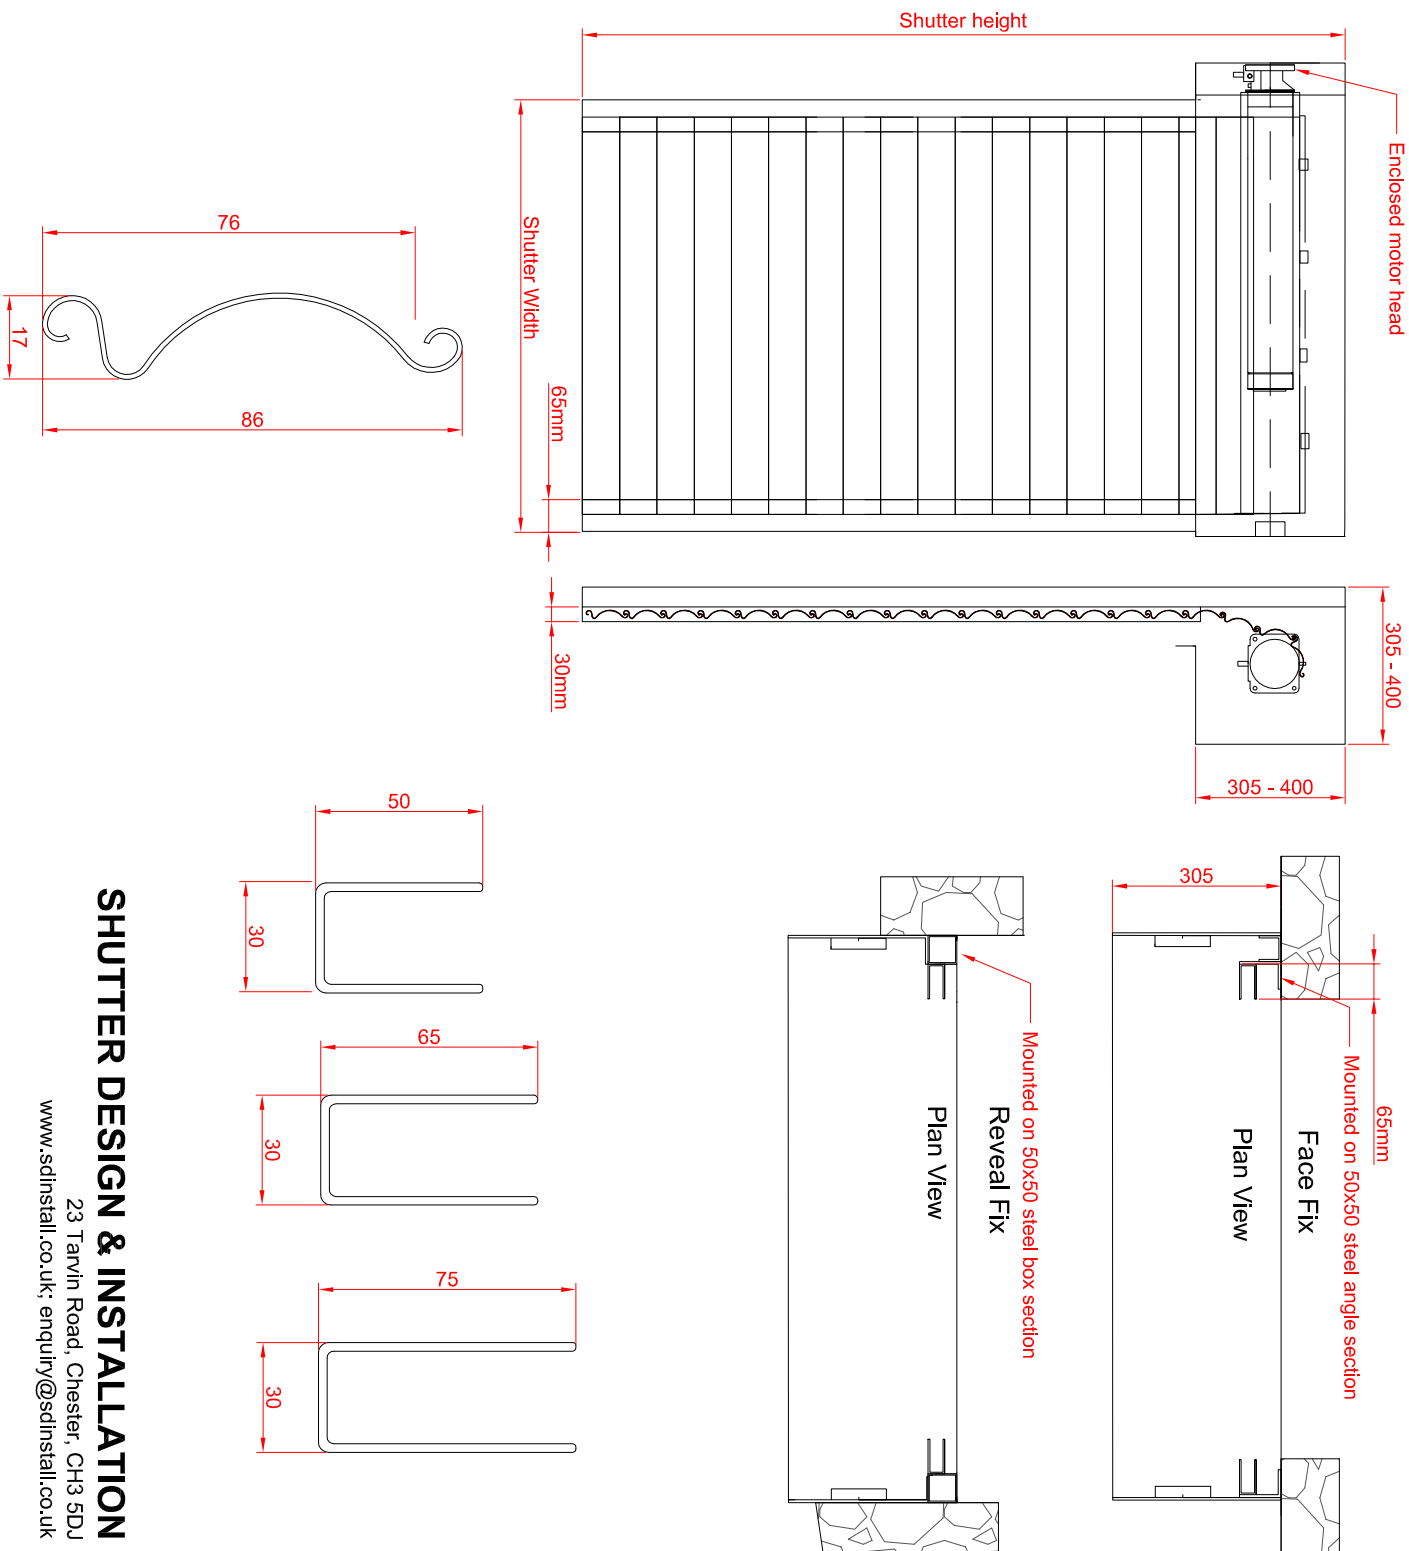 Shutter height
Enclosed motor head
Shutter Width
65mm
76
17
86
305 - 400
30mm
305 - 400
305
65mm
Mounted on 50x50 steel angle section
Face Fix
Plan View
Mounted on 50x50 steel box section
Reveal Fix
Plan View
50
30
65
30
75
30
SHUTTER DESIGN & INSTALLATION
23 Tarvin Road, Chester, CH3 5DJ
www.sdinstall.co.uk; enquiry@sdinstall.co.uk